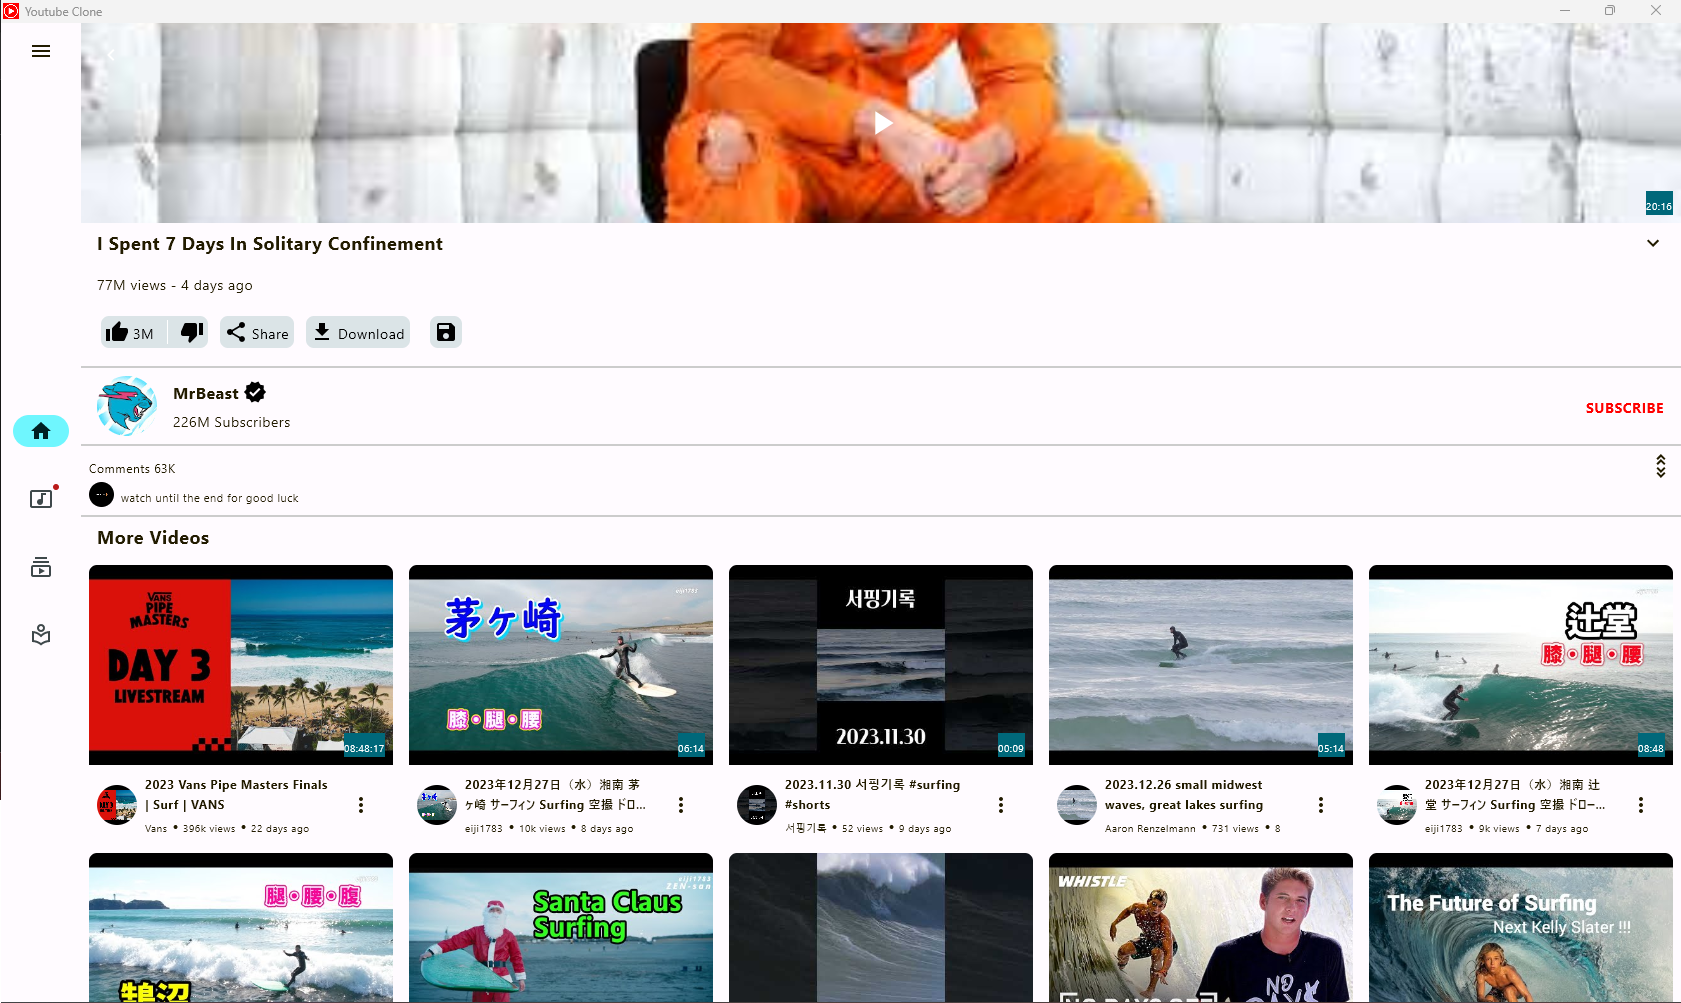 Youtube Clone
20:16
I Spent 7 Days In Solitary Confinement
77M views - 4 days ago
3M
Share
Download
MrBeast
226M Subscribers
SUBSCRIBE
Comments 63K
watch until the end for good luck
More Videos
VANS
PIPE
MASTERS
DAY 3
LIVESTREAM
08:48:17
eiji1783
茅ヶ崎
膝・腿・腰
06:14
서핑기록
2023.11.30
00:09
05:14
辻堂
膝・腿・腰
08:48
2023 Vans Pipe Masters Finals
| Surf | VANS
Vans • 396k views • 22 days ago
2023年12月27日（水）湘南 茅
ヶ崎 サーフィン Surfing 空撮 ドロ...
eiji1783 • 10k views • 8 days ago
2023.11.30 서핑기록 #surfing
#shorts
서핑기록 • 52 views • 9 days ago
2023.12.26 small midwest
waves, great lakes surfing
Aaron Renzelmann • 731 views • 8
2023年12月27日（水）湘南 辻
堂 サーフィン Surfing 空撮 ドロー...
eiji1783 • 9k views • 7 days ago
腿・腰・腹
鵠沼
eiji1783
ZEN-san
Santa Claus
Surfing
WHISTLE
NO DAYS OFF
NO
DAYS
The Future of Surfing
Next Kelly Slater !!!